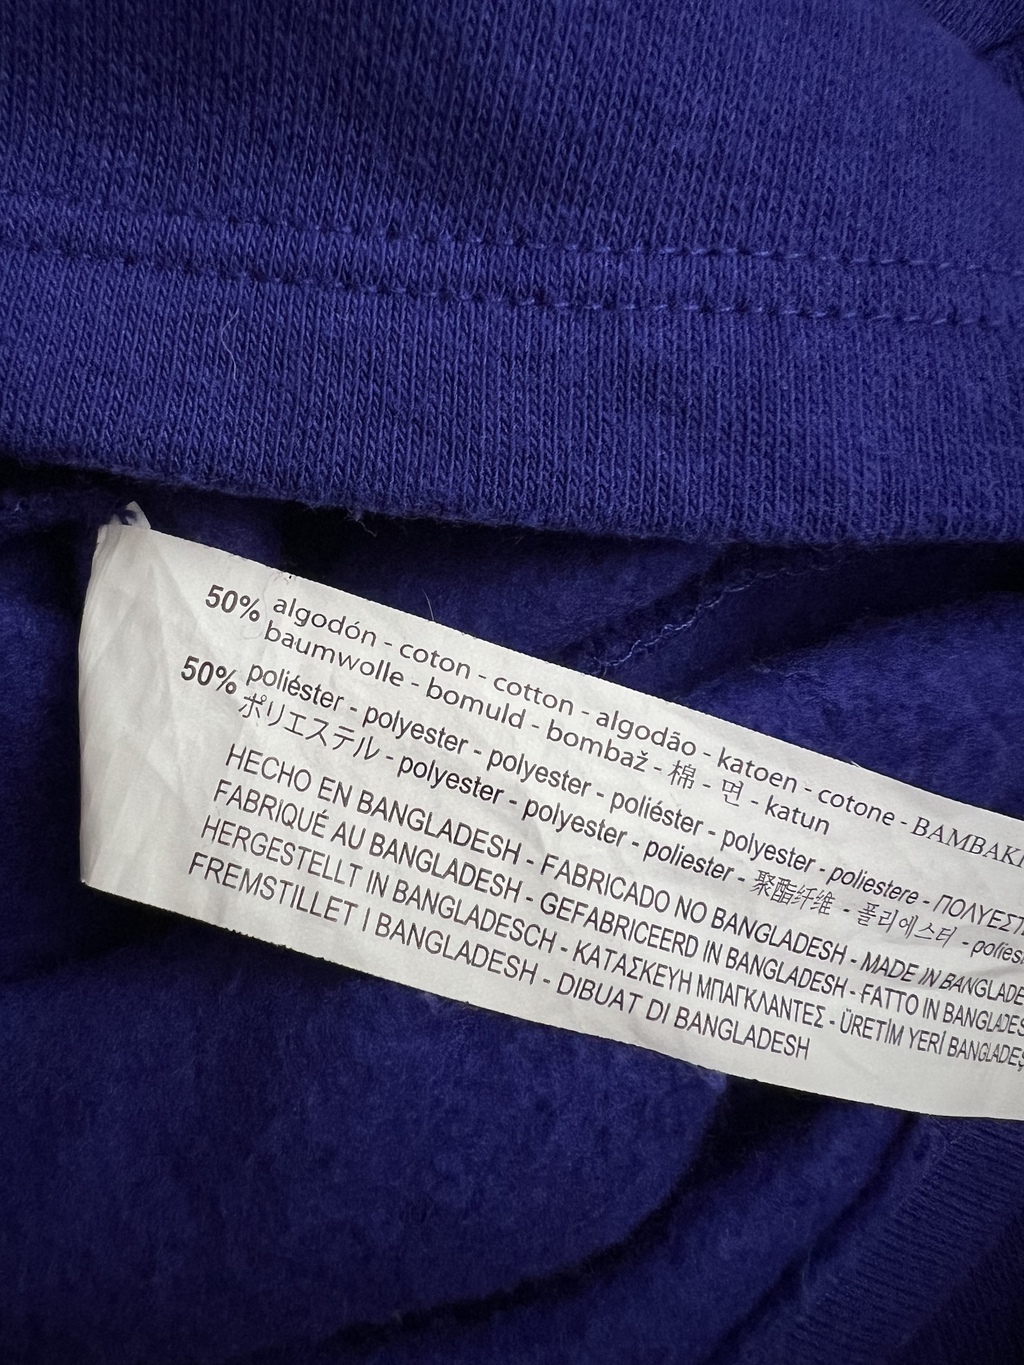 50% algodón - coton - cotton - algodão - katoen - cotone - BAMBAKI
baumwolle - bomuld - bombaž - 棉 - 면 - katun
50% poliéster - polyester - polyester - poliéster - polyester - poliestere - ΠΟΛΥΕΣΤ
ポリエステル - polyester - polyester - poliester - 聚酯纤维 - 폴리에스터 - polies
HECHO EN BANGLADESH - FABRICADO NO BANGLADESH - MADE IN BANGLADE
FABRIQUÉ AU BANGLADESH - GEFABRICEERD IN BANGLADESH - FATTO IN BANGLADES
HERGESTELLT IN BANGLADESCH - ΚΑΤΑΣΚΕΥΗ ΜΠΑΓΚΛΑΝΤΕΣ - ÜRETİM YERİ BANGLADEŞ
FREMSTILLET I BANGLADESH - DIBUAT DI BANGLADESH